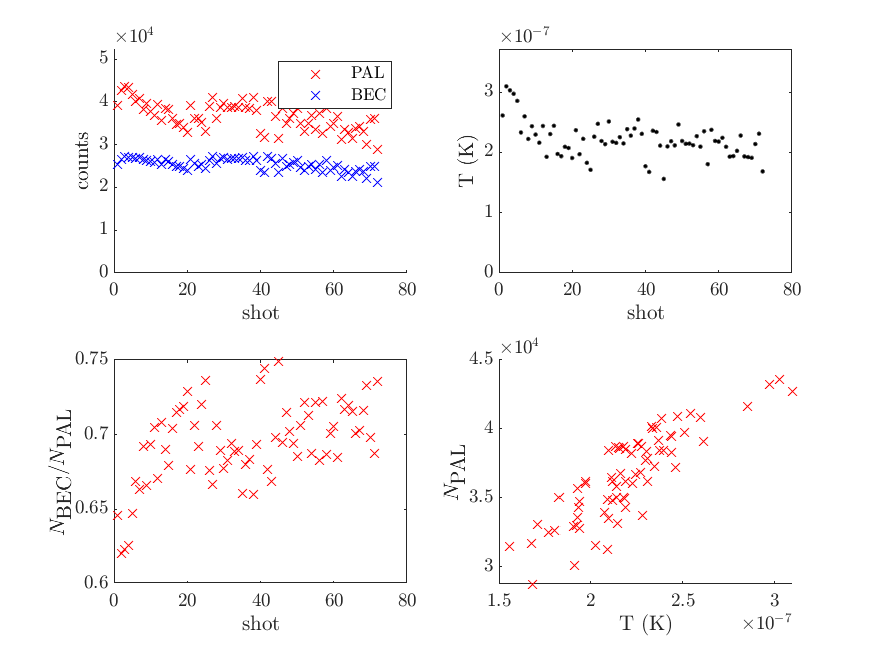 ×10⁴
5
4
3
2
1
0
counts
0 20 40 60 80
shot
PAL
BEC
×10⁻⁷
3
2
1
0
T (K)
0 20 40 60 80
shot
0.75
0.7
0.65
0.6
N_BEC/N_PAL
0 20 40 60 80
shot
×10⁴
4.5
4
3.5
3
N_PAL
1.5 2 2.5 3
T (K)
×10⁻⁷